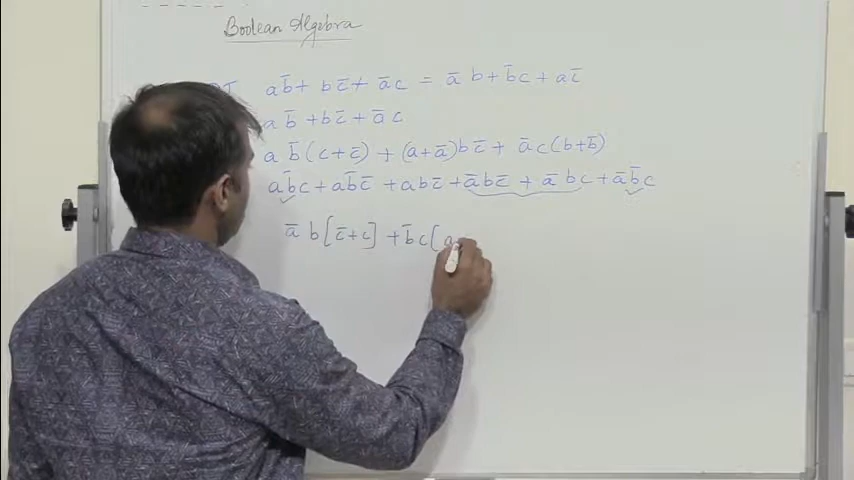 Boolean Algebra
a b̅ + b c̅ + a̅ c = a̅ b + b̅ c + a c̅
a b̅ + b c̅ + a̅ c
a b̅ (c + c̅) + (a + a̅) b c̅ + a̅ c (b + b̅)
a b̅ c + a b̅ c̅ + a b c̅ + a̅ b c̅ + a̅ b c + a̅ b̅ c
a̅ b [c̅ + c] + b̅ c [a